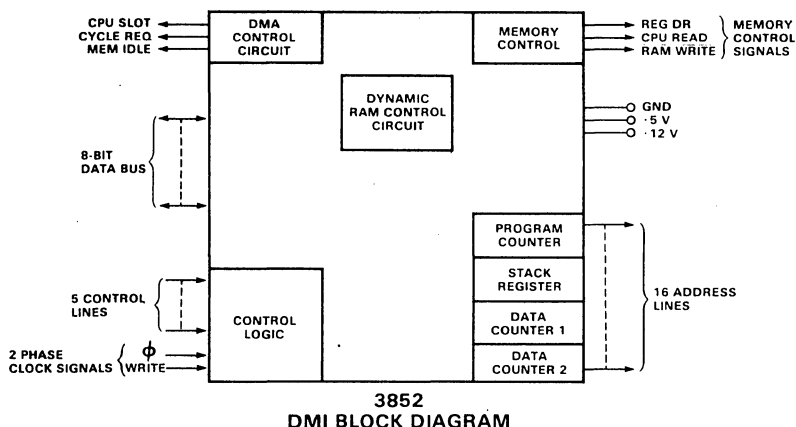 CPU SLOT
CYCLE REQ
MEM IDLE
DMA
CONTROL
CIRCUIT
MEMORY
CONTROL
REG DR
CPU READ
RAM WRITE
MEMORY
CONTROL
SIGNALS
DYNAMIC
RAM CONTROL
CIRCUIT
GND
·5 V
·12 V
8-BIT
DATA BUS
PROGRAM
COUNTER
STACK
REGISTER
DATA
COUNTER 1
DATA
COUNTER 2
16 ADDRESS
LINES
5 CONTROL
LINES
CONTROL
LOGIC
2 PHASE
CLOCK SIGNALS
ϕ
WRITE
3852
DMI BLOCK DIAGRAM